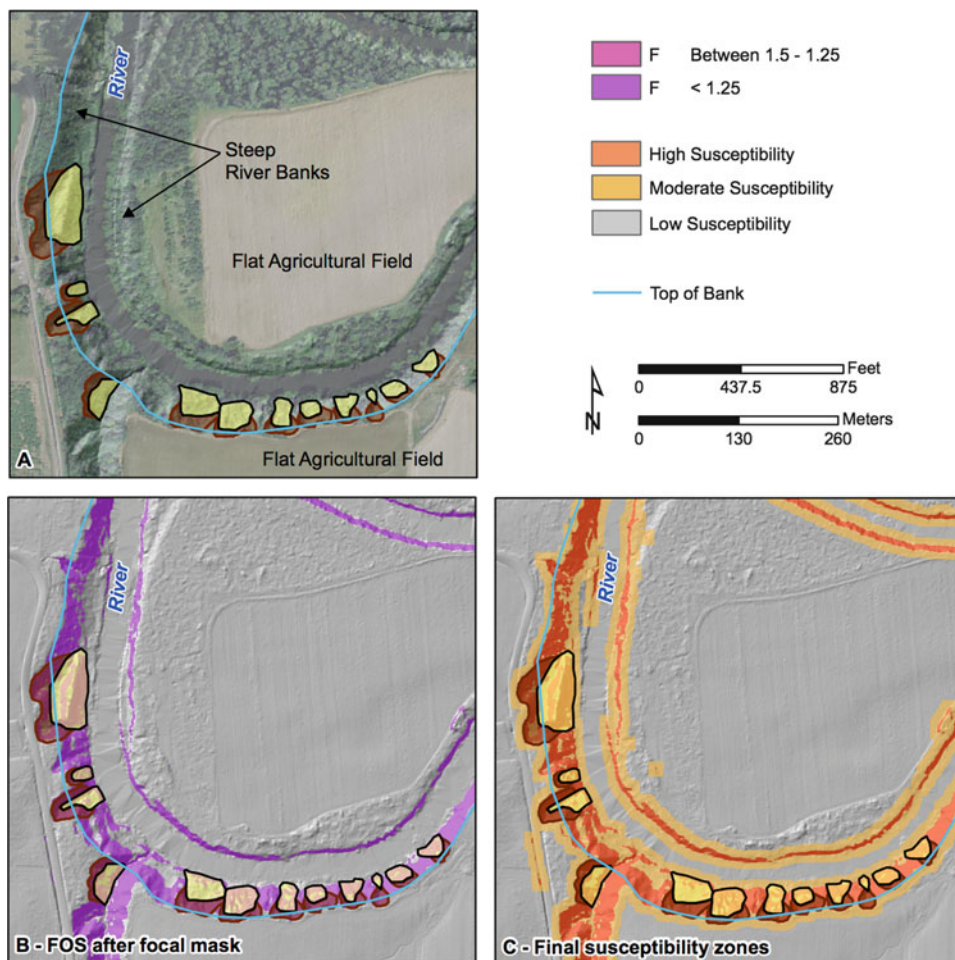 River
Steep
River Banks
Flat Agricultural Field
Flat Agricultural Field
A
F Between 1.5 - 1.25
F < 1.25
High Susceptibility
Moderate Susceptibility
Low Susceptibility
Top of Bank
N
Feet
0 437.5 875
Meters
0 130 260
River
B - FOS after focal mask
River
C - Final susceptibility zones